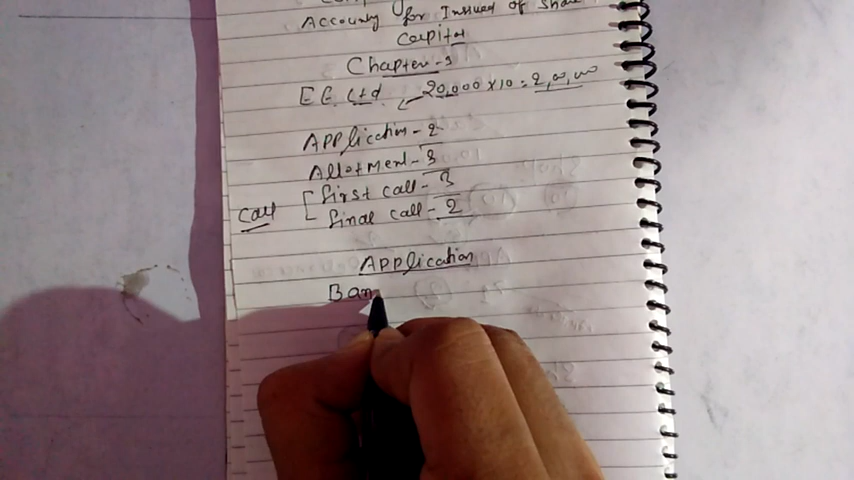 Accounty for Issued of Share
Capital
Chapter-3
E.G. Ltd. 20,000 x 10 = 2,00,000
Application - 2
Allotment - 3
Call [ first call - 3
final call - 2
Application
Ban